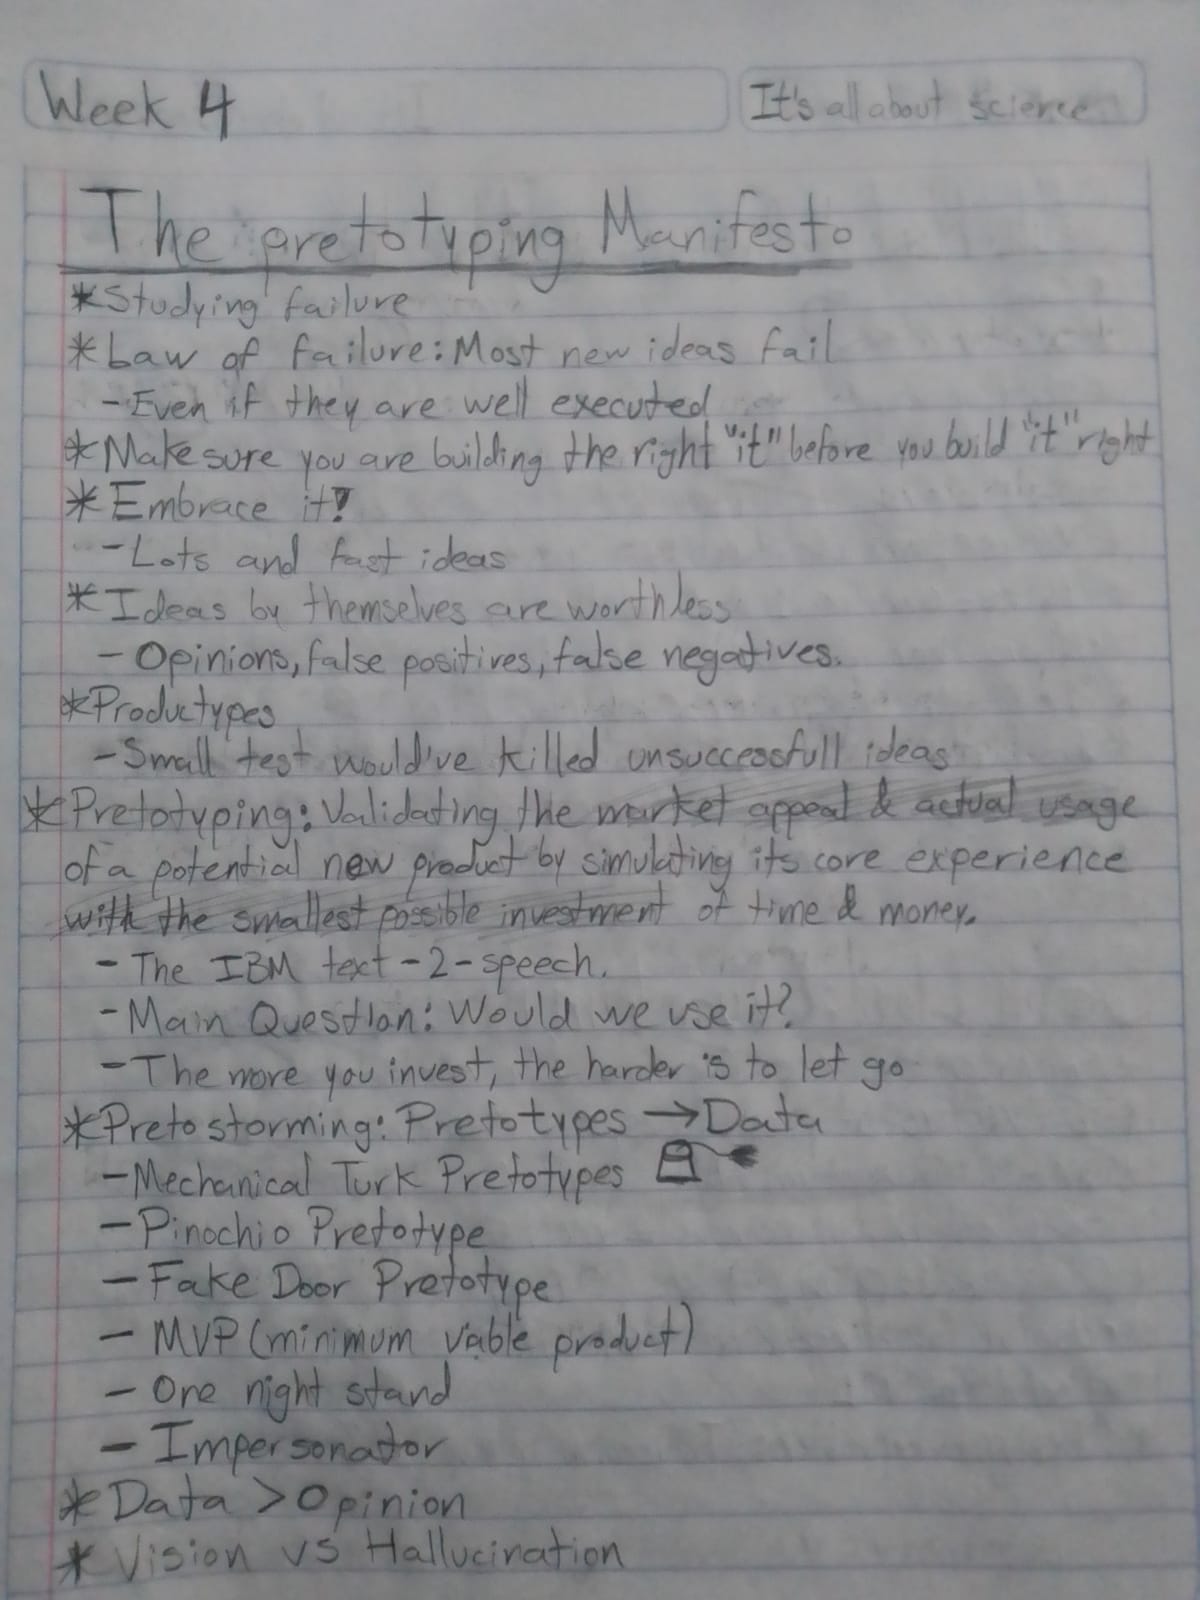 Week 4
It's all about science
The pretotyping Manifesto
*Studying failure
*Law of failure: Most new ideas fail
-Even if they are well executed
*Make sure you are building the right "it" before you build "it" right
*Embrace it!
-Lots and fast ideas
*Ideas by themselves are worthless
- Opinions, false positives, false negatives.
*Productypes
-Small test would've killed unsuccessfull ideas
*Pretotyping: Validating the market appeal & actual usage
of a potential new product by simulating its core experience
with the smallest possible investment of time & money.
- The IBM text-2-speech.
- Main Question: Would we use it?
-The more you invest, the harder is to let go
*Pretostorming: Pretotypes →Data
-Mechanical Turk Pretotypes
-Pinochio Pretotype
- Fake Door Pretotype
- MVP (minimum viable product)
- One night stand
- Impersonator
* Data > Opinion
* Vision vs Hallucination